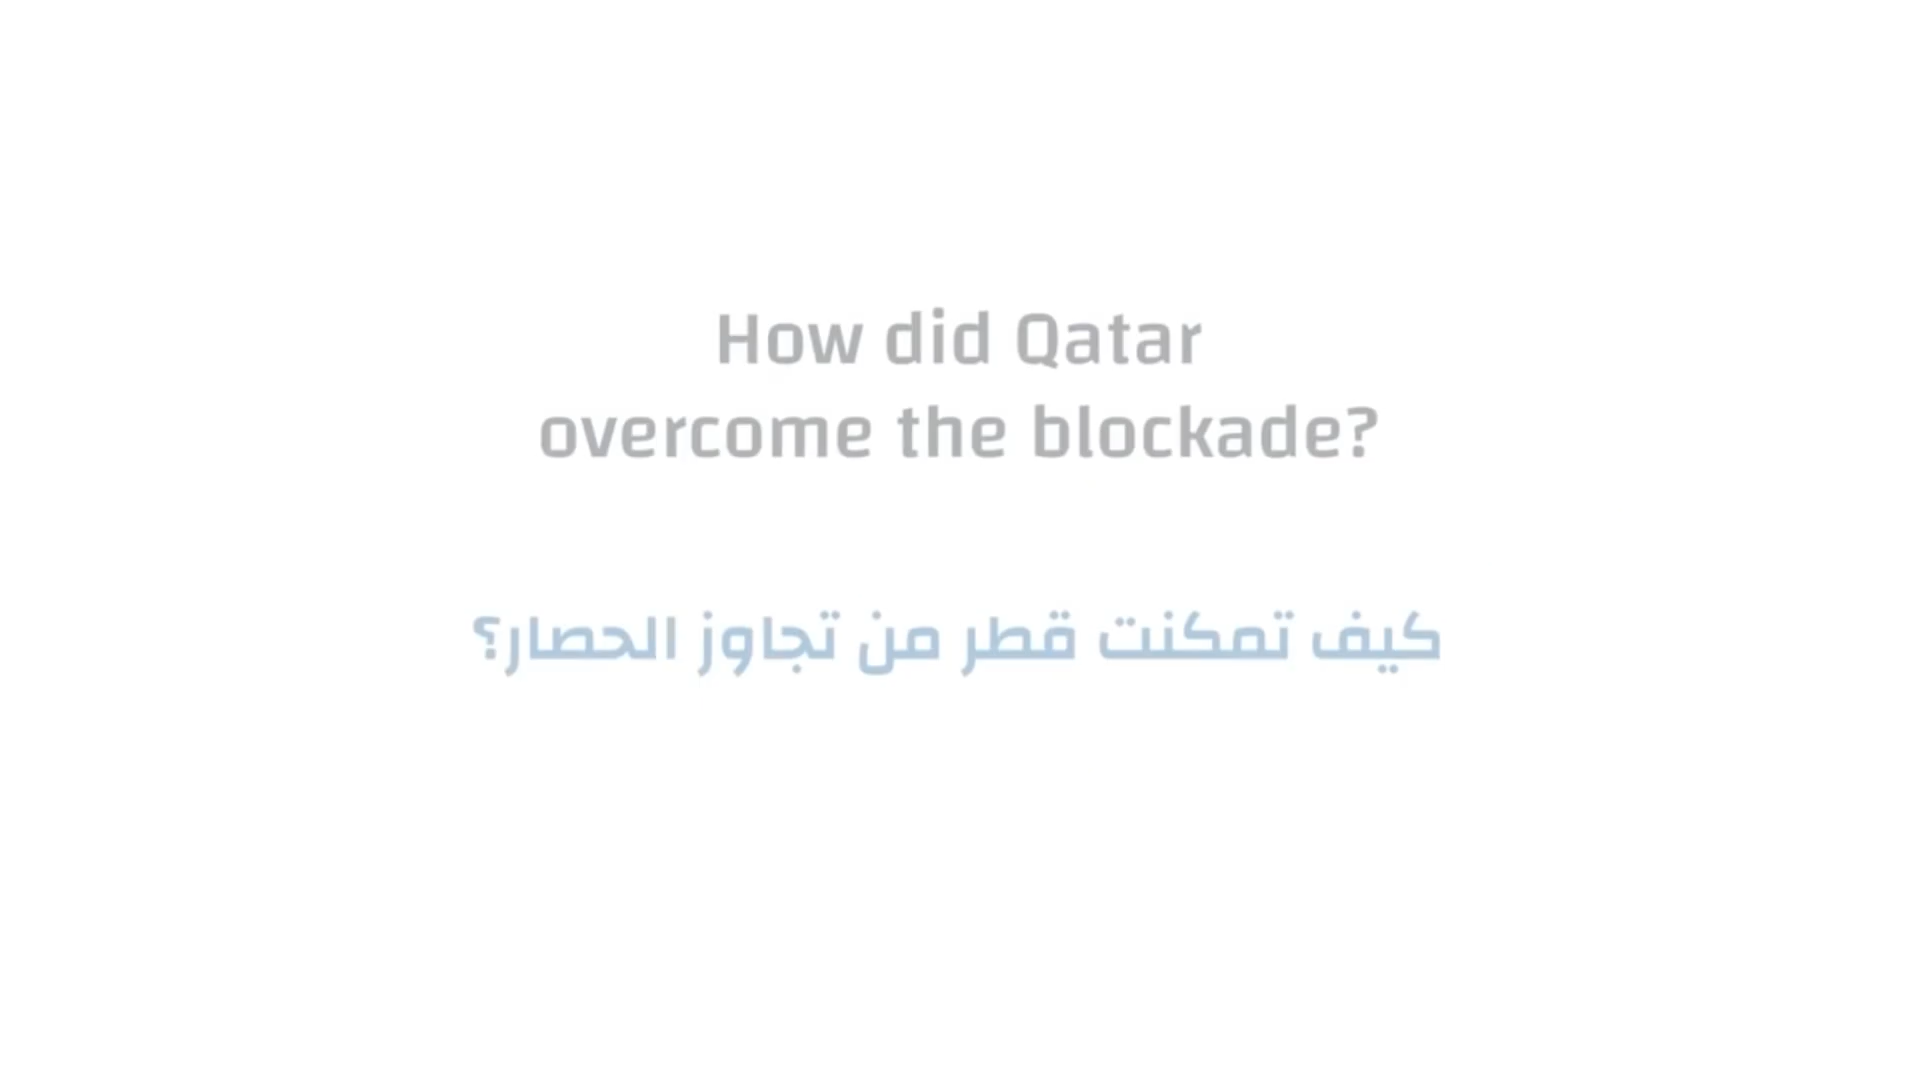 How did Qatar
overcome the blockade?
كيف تمكنت قطر من تجاوز الحصار؟